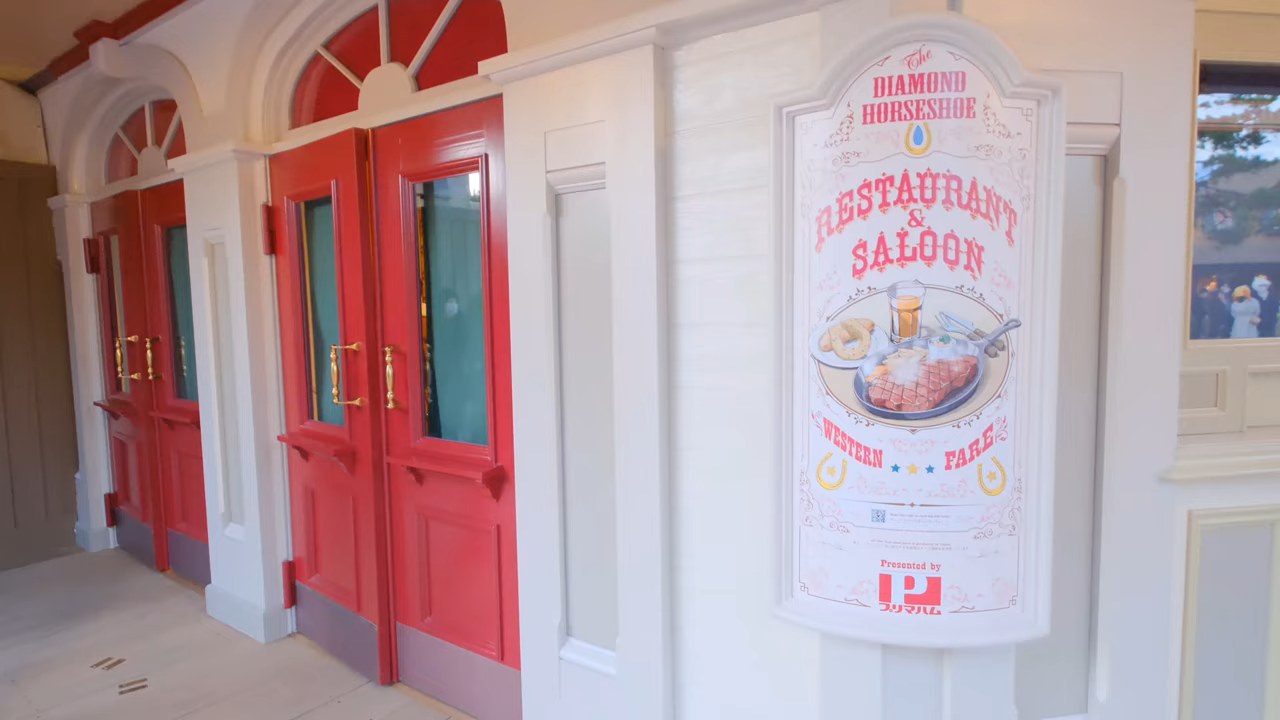 The
DIAMOND
HORSESHOE
RESTAURANT
&
SALOON
WESTERN FARE
Presented by
P
プリマハム